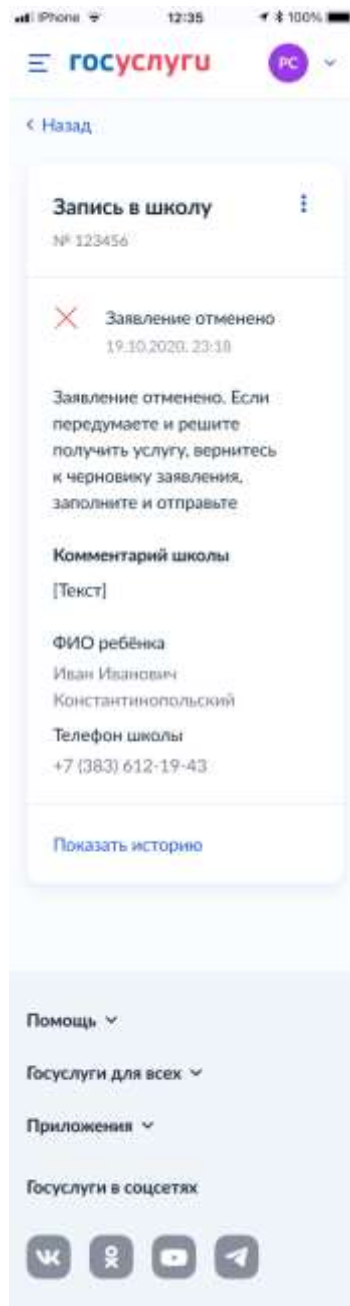 iPhone 12:35 100%
госуслуги РС
Назад
Запись в школу
№ 123456
Заявление отменено
19.10.2020, 23:18
Заявление отменено. Если
передумаете и решите
получить услугу, вернитесь
к черновику заявления,
заполните и отправьте
Комментарий школы
[Текст]
ФИО ребёнка
Иван Иванович
Константинопольский
Телефон школы
+7 (383) 612-19-43
Показать историю
Помощь
Госуслуги для всех
Приложения
Госуслуги в соцсетях